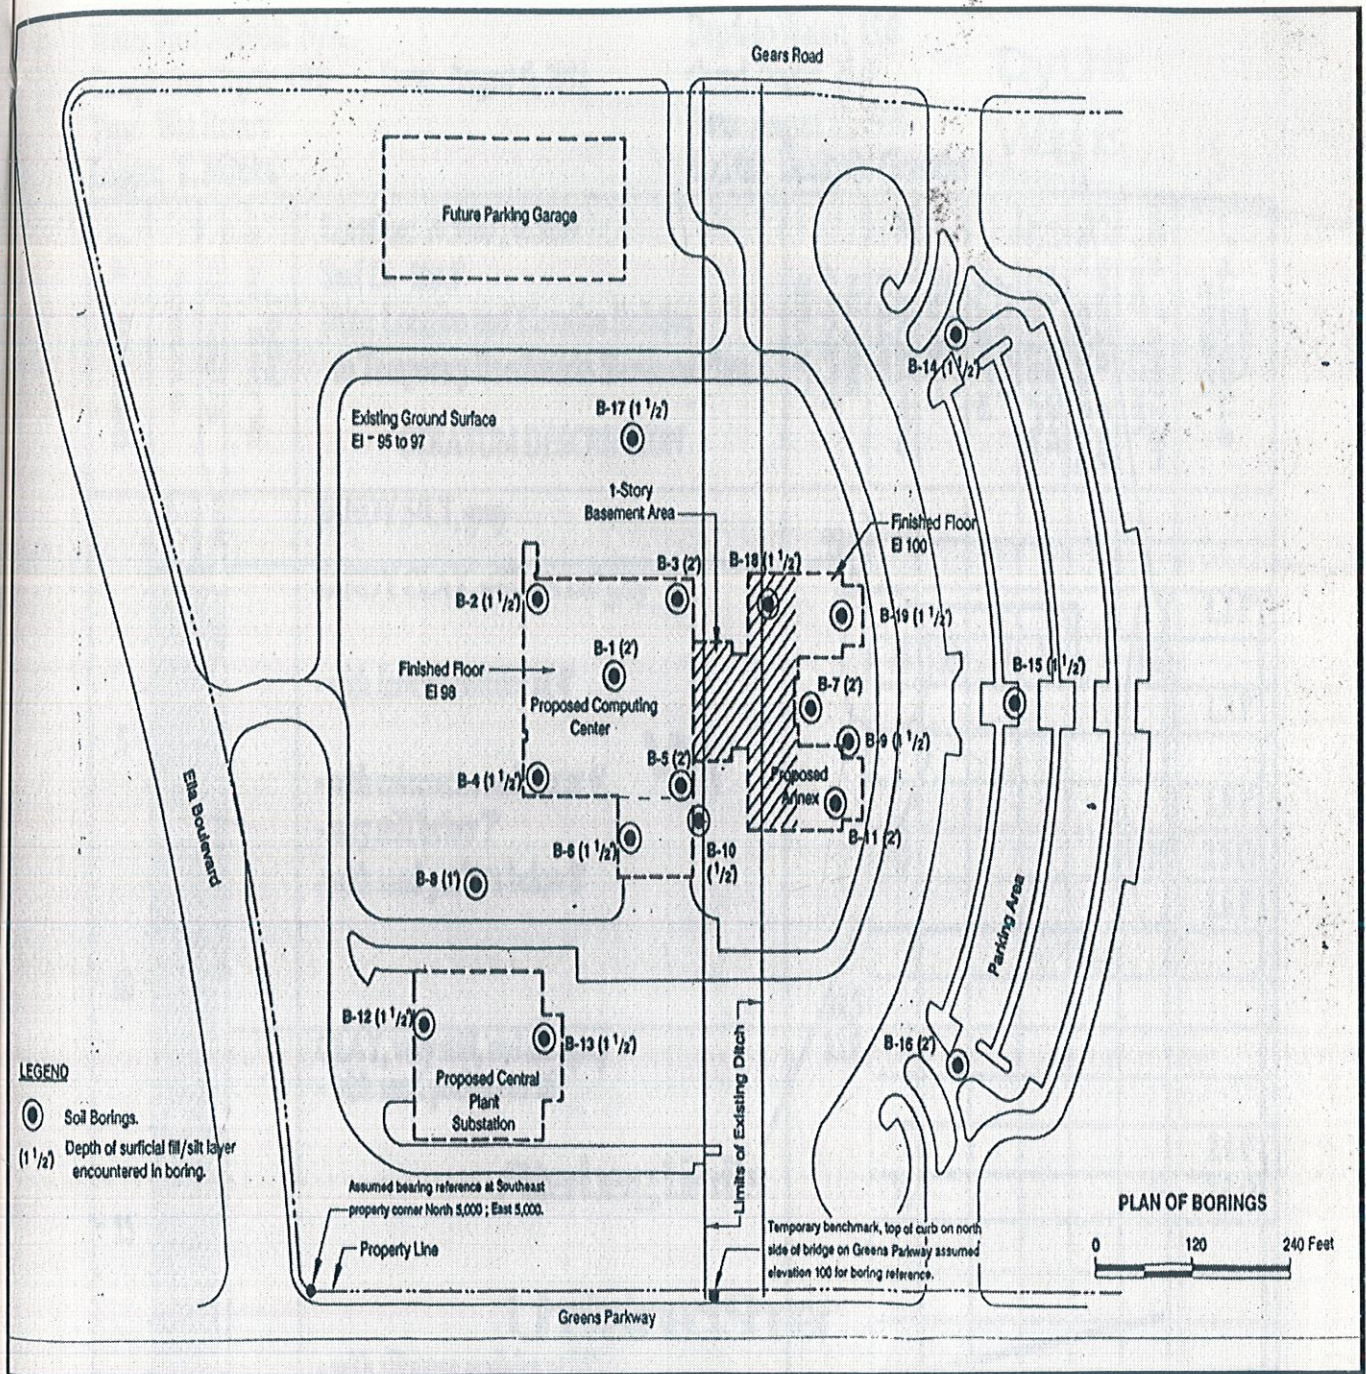 Gears Road
Future Parking Garage
B-14 (1 1/2')
B-17 (1 1/2')
Existing Ground Surface
El = 95 to 97
1-Story
Basement Area
Finished Floor
El 100
B-3 (2')
B-18 (1 1/2')
B-2 (1 1/2')
B-19 (1 1/2')
B-1 (2')
Finished Floor
El 98
Proposed Computing
Center
B-7 (2')
B-15 (1 1/2')
B-9 (1 1/2')
B-5 (2')
B-4 (1 1/2')
Proposed
Annex
B-11 (2')
B-6 (1 1/2')
B-10
(1/2')
B-8 (1')
Ella Boulevard
Parking Area
B-12 (1 1/2')
B-13 (1 1/2')
B-16 (2')
Proposed Central
Plant
Substation
Limits of Existing Ditch
LEGEND
Soil Borings.
(1 1/2') Depth of surficial fill/silt layer
encountered in boring.
Assumed bearing reference at Southeast
property corner North 5,000 ; East 5,000.
Property Line
Temporary benchmark, top of curb on north
side of bridge on Greens Parkway assumed
elevation 100 for boring reference.
PLAN OF BORINGS
0 120 240 Feet
Greens Parkway